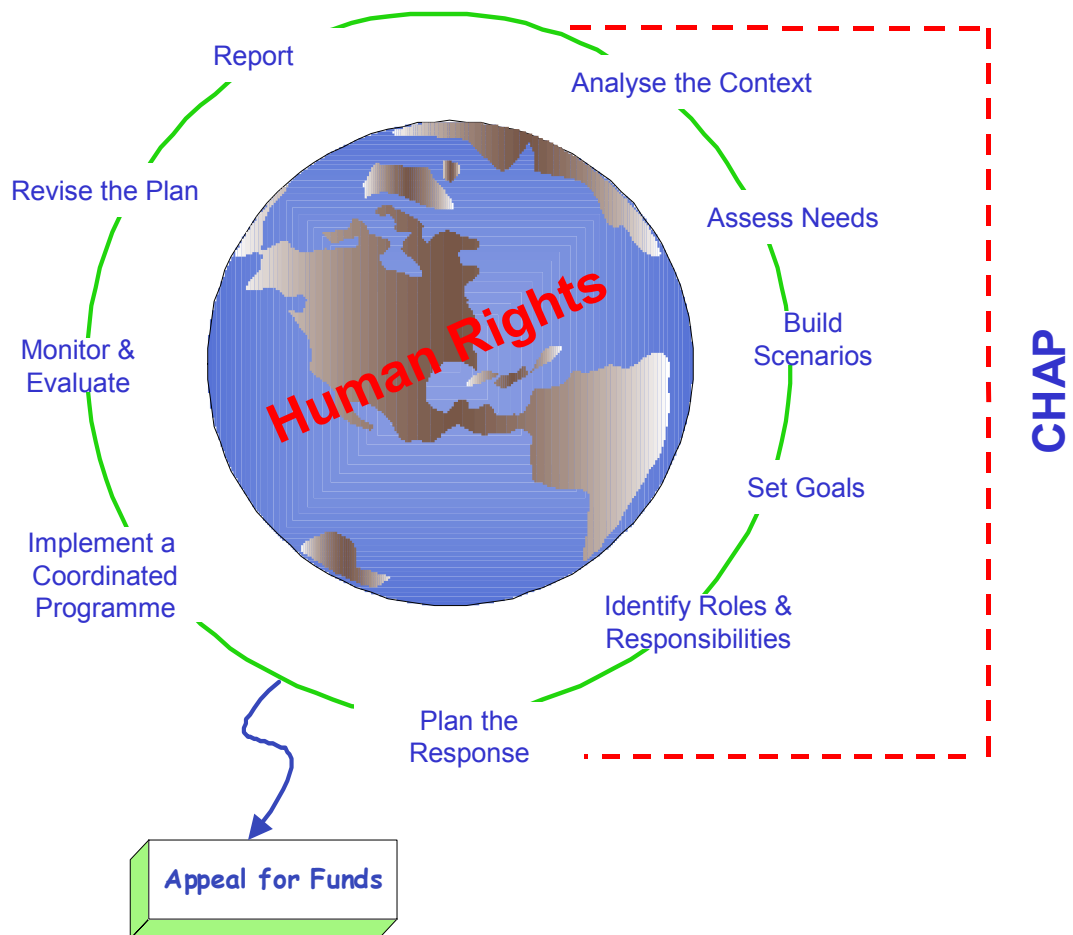 Report
Analyse the Context
Revise the Plan
Assess Needs
Human Rights
Build
Scenarios
Monitor &
Evaluate
CHAP
Set Goals
Implement a
Coordinated
Programme
Identify Roles &
Responsibilities
Plan the
Response
Appeal for Funds